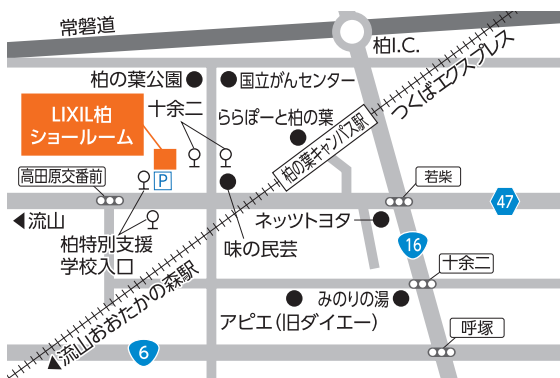 常磐道
柏I.C.
つくばエクスプレス
柏の葉公園
国立がんセンター
十余二
ららぽーと柏の葉
LIXIL柏
ショールーム
柏の葉キャンパス駅
P
高田原交番前
若柴
47
流山
ネッツトヨタ
柏特別支援
学校入口
味の民芸
16
十余二
流山おおたかの森駅
みのりの湯
アピエ(旧ダイエー)
呼塚
6